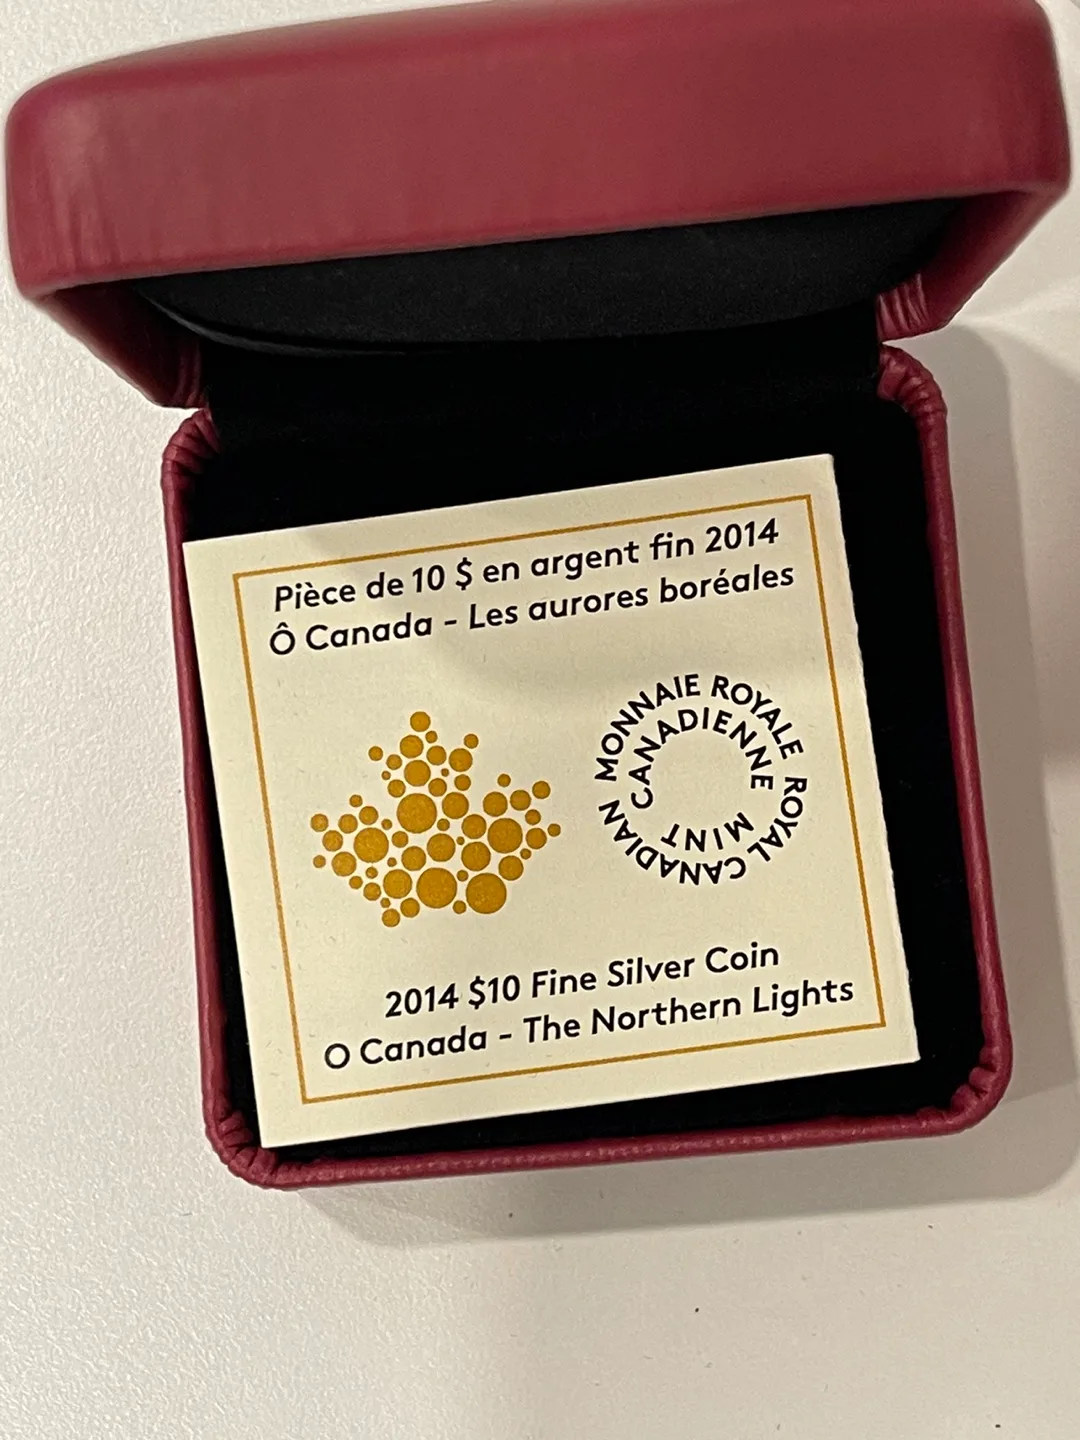 Pièce de 10 $ en argent fin 2014
Ô Canada - Les aurores boréales
MONNAIE ROYALE
CANADIENNE
ROYAL CANADIAN
MINT
2014 $10 Fine Silver Coin
O Canada - The Northern Lights